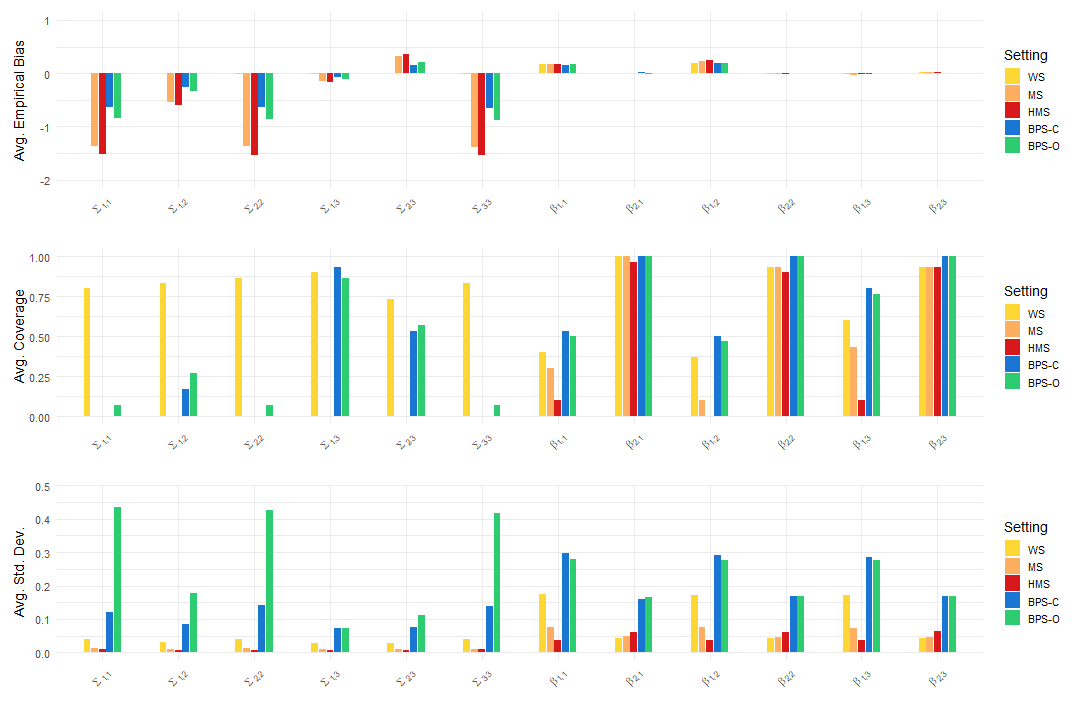 Avg. Empirical Bias
1
0
-1
-2
Σ1,1 Σ1,2 Σ2,2 Σ1,3 Σ2,3 Σ3,3 β1,1 β2,1 β1,2 β2,2 β1,3 β2,3
Setting
WS
MS
HMS
BPS-C
BPS-O
Avg. Coverage
1.00
0.75
0.50
0.25
0.00
Σ1,1 Σ1,2 Σ2,2 Σ1,3 Σ2,3 Σ3,3 β1,1 β2,1 β1,2 β2,2 β1,3 β2,3
Setting
WS
MS
HMS
BPS-C
BPS-O
Avg. Std. Dev.
0.5
0.4
0.3
0.2
0.1
0.0
Σ1,1 Σ1,2 Σ2,2 Σ1,3 Σ2,3 Σ3,3 β1,1 β2,1 β1,2 β2,2 β1,3 β2,3
Setting
WS
MS
HMS
BPS-C
BPS-O